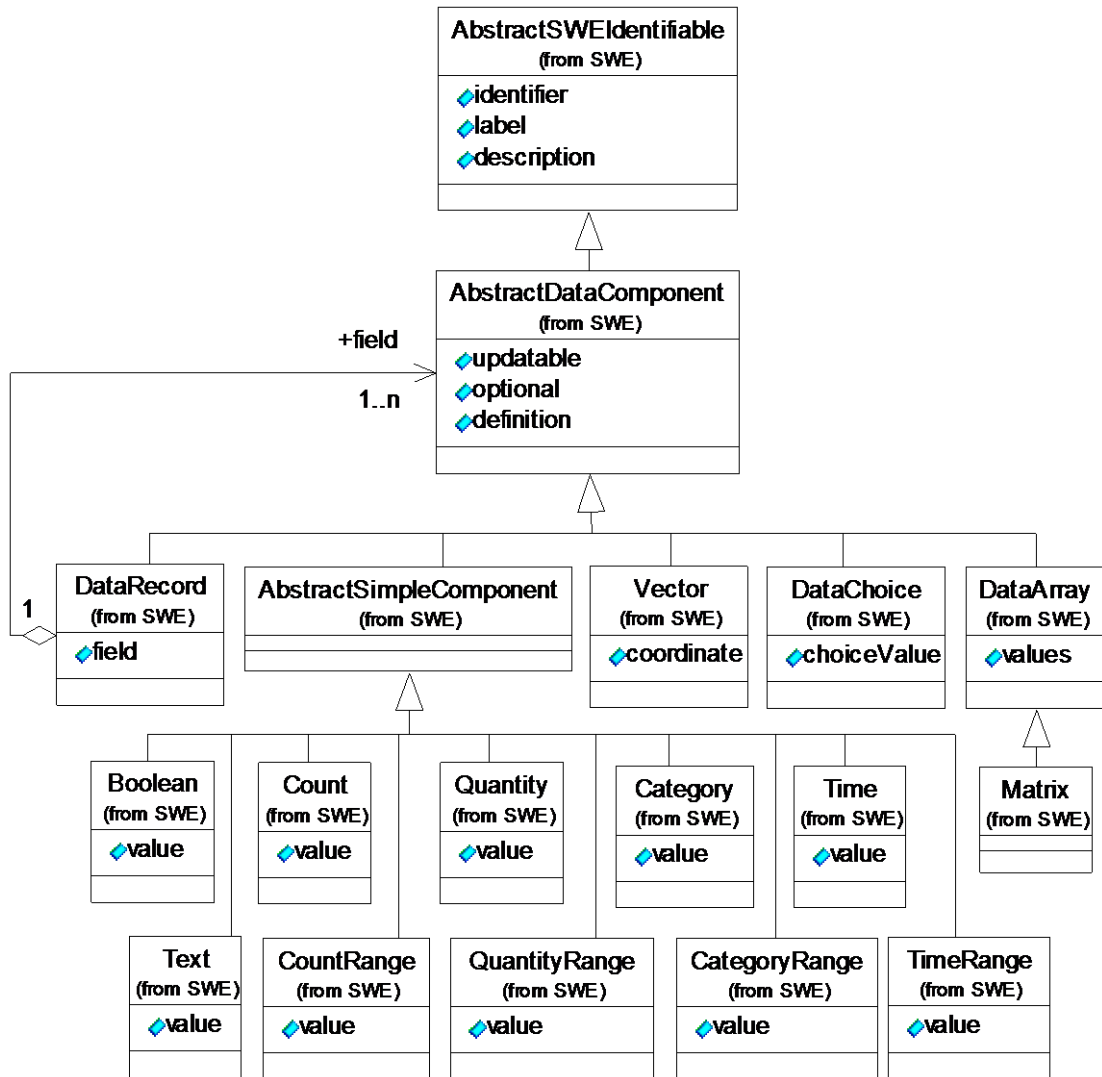 AbstractSWEIdentifiable
(from SWE)
identifier
label
description
AbstractDataComponent
(from SWE)
updatable
optional
definition
+field
1..n
1
DataRecord
(from SWE)
field
AbstractSimpleComponent
(from SWE)
Vector
(from SWE)
coordinate
DataChoice
(from SWE)
choiceValue
DataArray
(from SWE)
values
Boolean
(from SWE)
value
Count
(from SWE)
value
Quantity
(from SWE)
value
Category
(from SWE)
value
Time
(from SWE)
value
Matrix
(from SWE)
Text
(from SWE)
value
CountRange
(from SWE)
value
QuantityRange
(from SWE)
value
CategoryRange
(from SWE)
value
TimeRange
(from SWE)
value